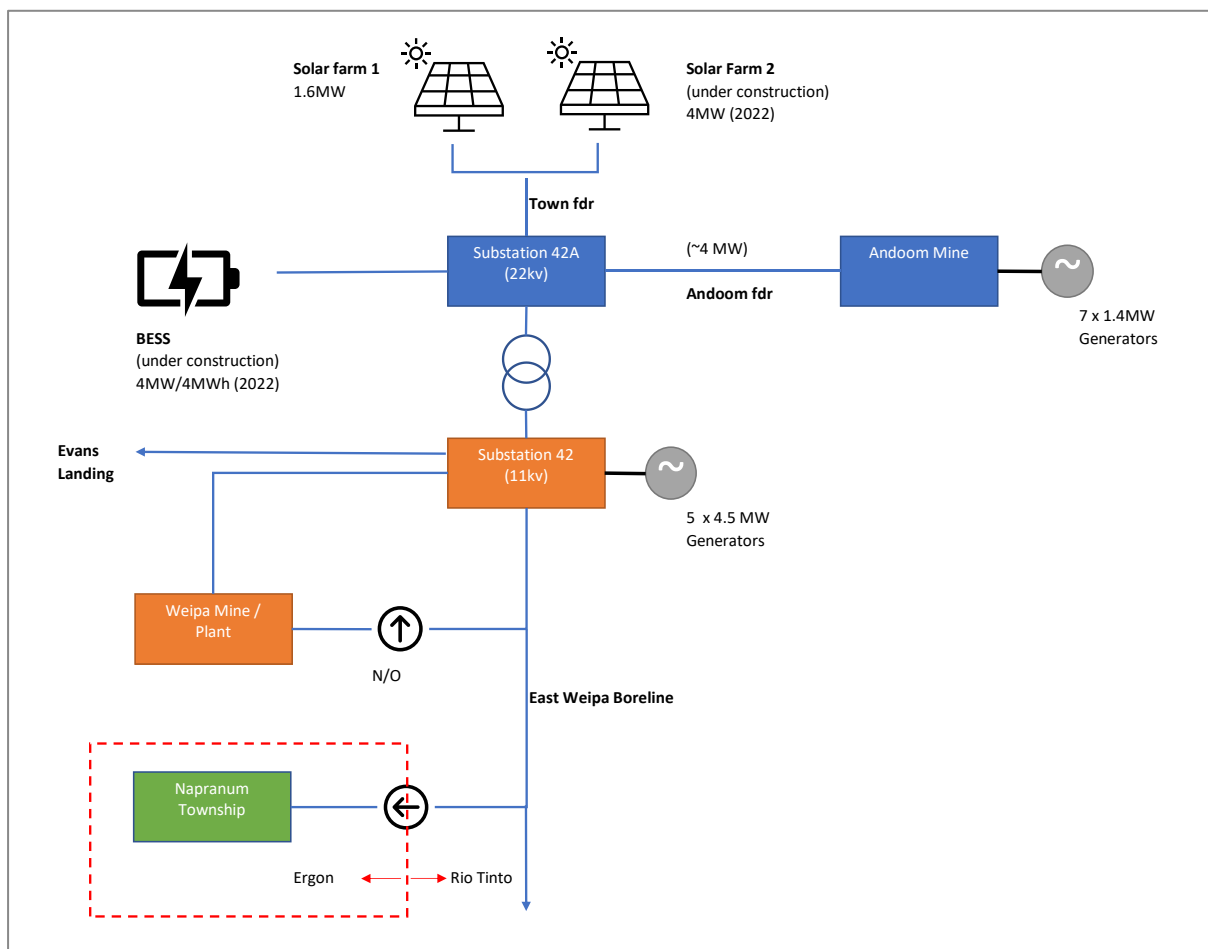 Solar farm 1
1.6MW
Solar Farm 2
(under construction)
4MW (2022)
Town fdr
Substation 42A
(22kv)
(~4 MW)
Andoom fdr
Andoom Mine
~
7 x 1.4MW
Generators
BESS
(under construction)
4MW/4MWh (2022)
Evans
Landing
Substation 42
(11kv)
~
5 x 4.5 MW
Generators
Weipa Mine /
Plant
N/O
East Weipa Boreline
Napranum
Township
Ergon
Rio Tinto